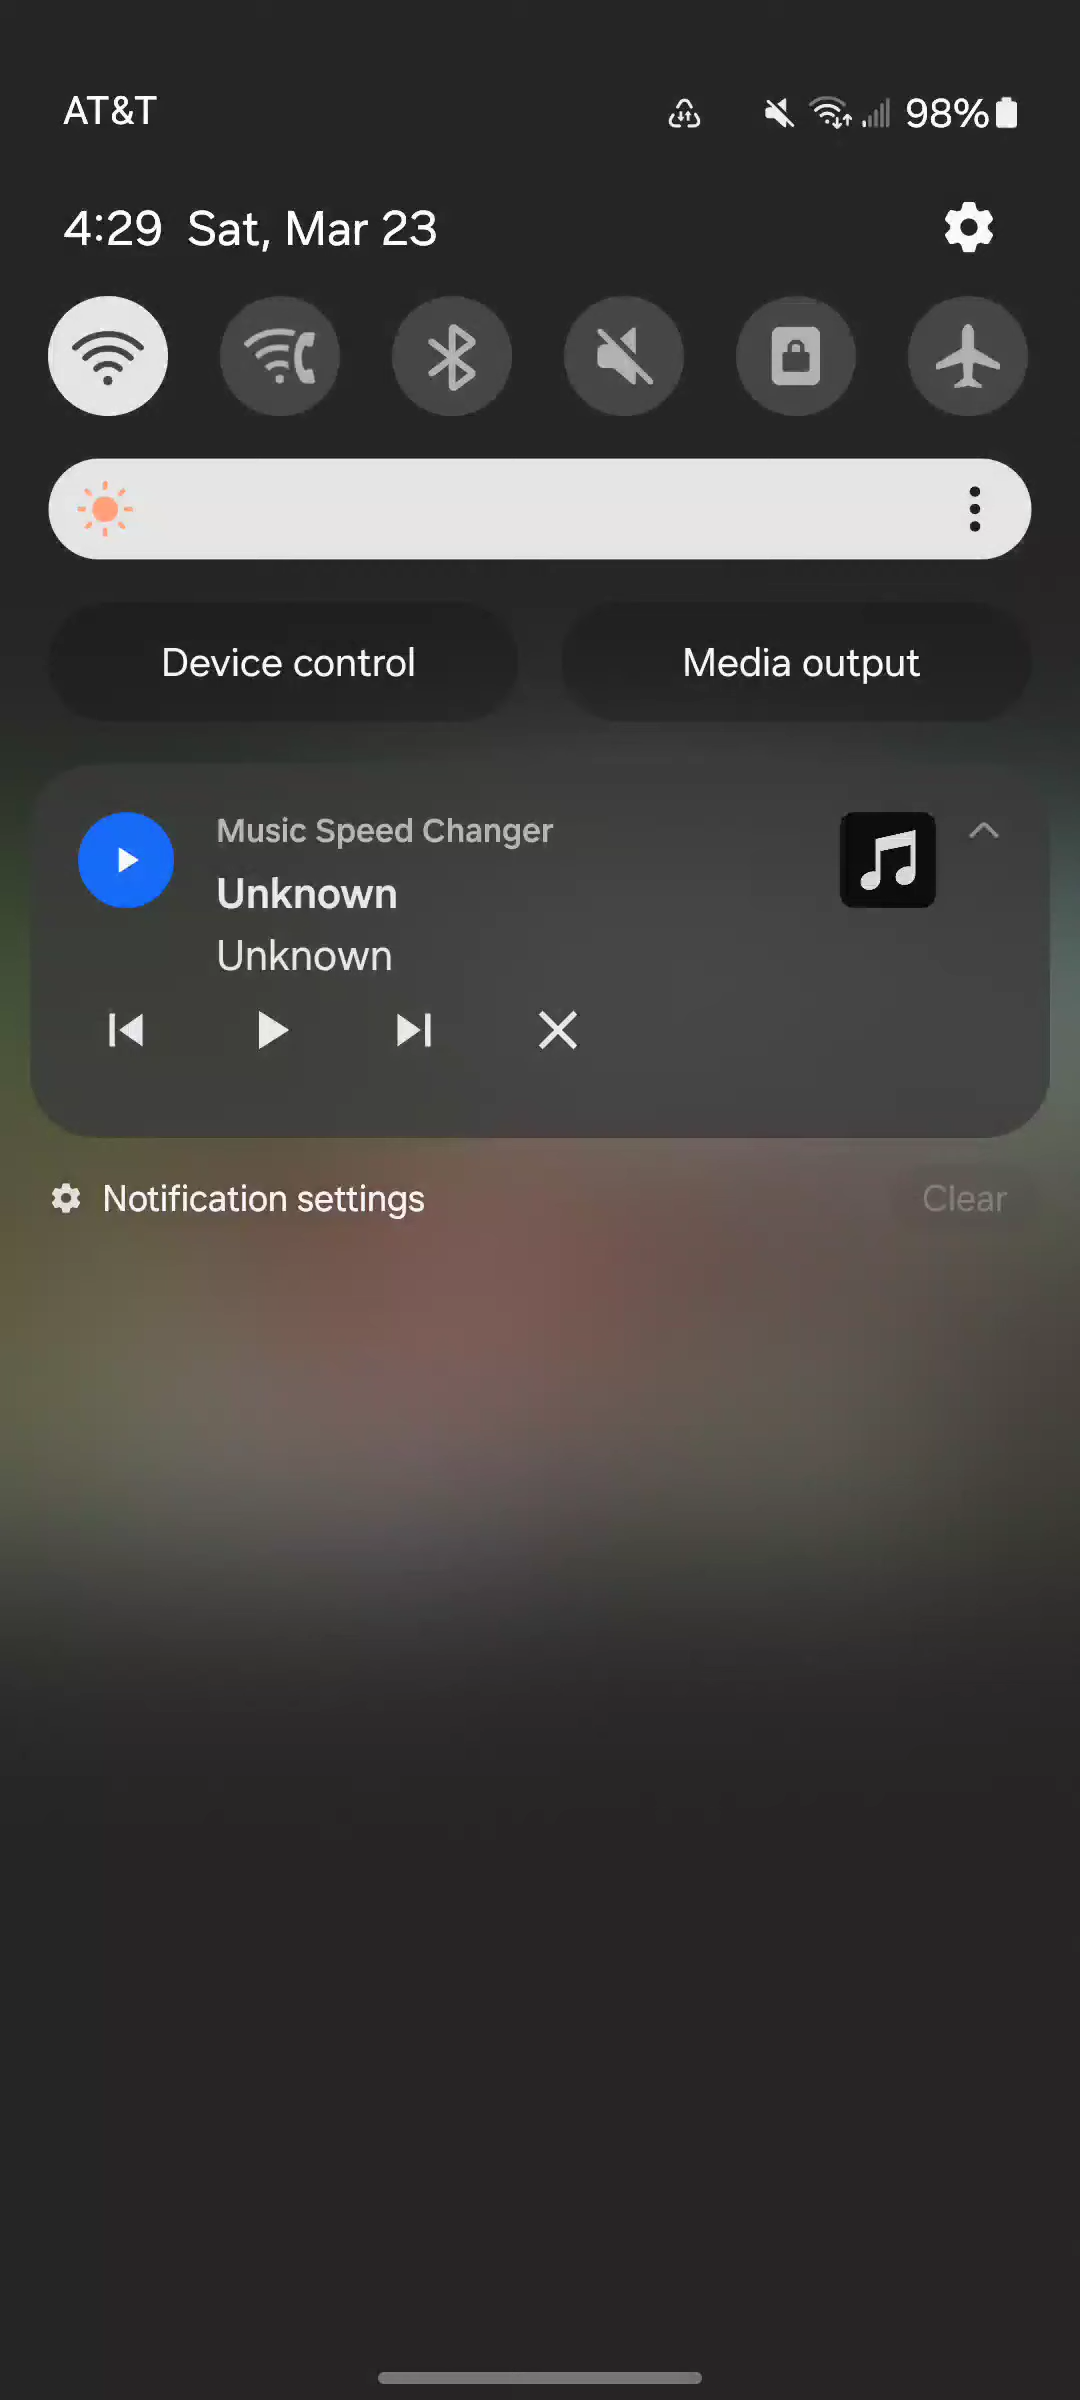 AT&T
98%
4:29 Sat, Mar 23
Device control
Media output
Music Speed Changer
Unknown
Unknown
Notification settings
Clear